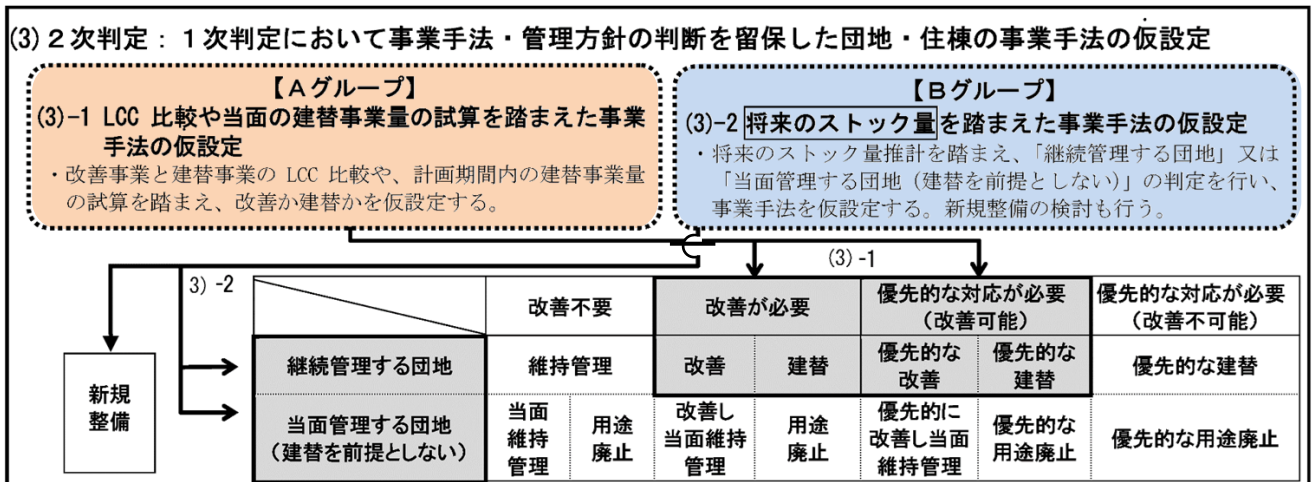 (3) 2次判定：1次判定において事業手法・管理方針の判断を留保した団地・住棟の事業手法の仮設定
【Aグループ】
(3)-1 LCC 比較や当面の建替事業量の試算を踏まえた事業
手法の仮設定
・改善事業と建替事業の LCC 比較や、計画期間内の建替事業量
の試算を踏まえ、改善か建替かを仮設定する。
【Bグループ】
(3)-2 将来のストック量を踏まえた事業手法の仮設定
・将来のストック量推計を踏まえ、「継続管理する団地」又は
「当面管理する団地（建替を前提としない）」の判定を行い、
事業手法を仮設定する。新規整備の検討も行う。
(3)-1
3)-2
新規
整備
改善不要
改善が必要
優先的な対応が必要
（改善可能）
優先的な対応が必要
（改善不可能）
継続管理する団地
維持管理
改善
建替
優先的な
改善
優先的な
建替
優先的な建替
当面管理する団地
（建替を前提としない）
当面
維持
管理
用途
廃止
改善し
当面維持
管理
用途
廃止
優先的に
改善し当面
維持管理
優先的な
用途廃止
優先的な用途廃止